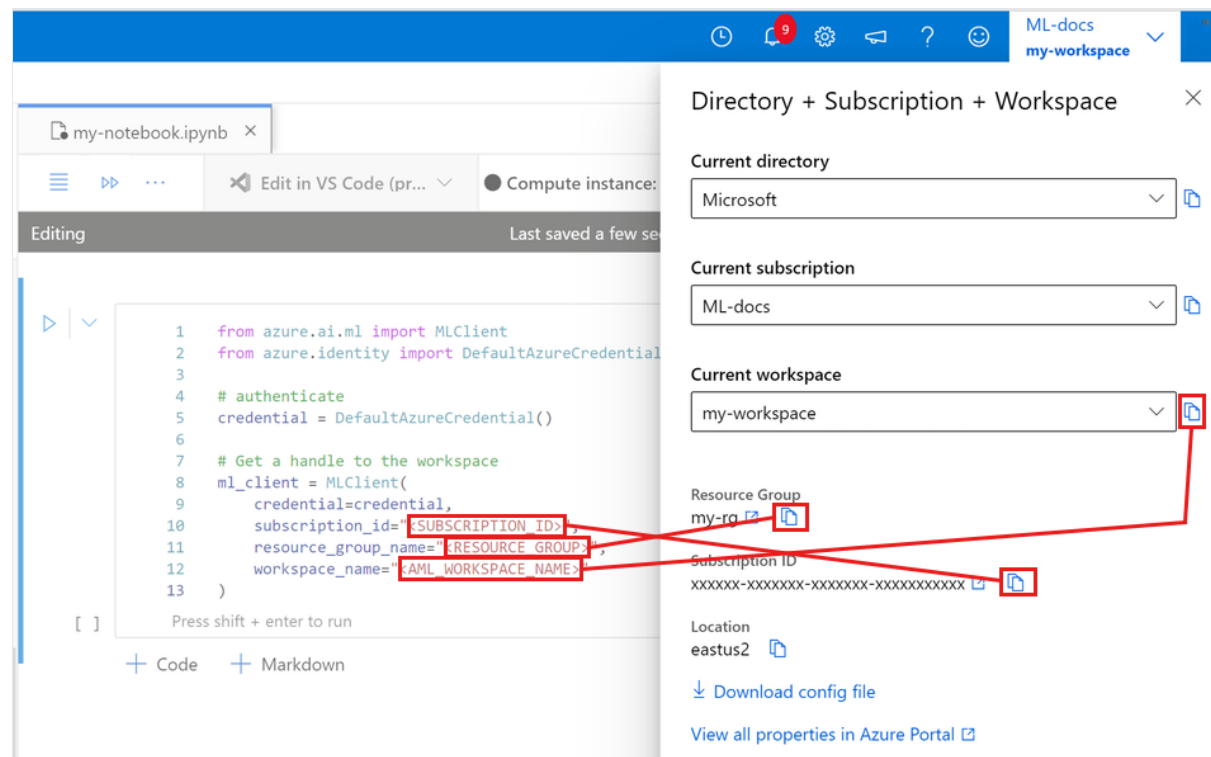 9
ML-docs
my-workspace
my-notebook.ipynb
Edit in VS Code (pr...
Compute instance:
Editing
Last saved a few se
1 from azure.ai.ml import MLClient
2 from azure.identity import DefaultAzureCredential
3
4 # authenticate
5 credential = DefaultAzureCredential()
6
7 # Get a handle to the workspace
8 ml_client = MLClient(
9 credential=credential,
10 subscription_id="<SUBSCRIPTION_ID>",
11 resource_group_name="<RESOURCE_GROUP>",
12 workspace_name="<AML_WORKSPACE_NAME>"
13 )
[ ]
Press shift + enter to run
+ Code
+ Markdown
Directory + Subscription + Workspace
Current directory
Microsoft
Current subscription
ML-docs
Current workspace
my-workspace
Resource Group
my-rg
Subscription ID
xxxxxx-xxxxxxx-xxxxxxx-xxxxxxxxxxx
Location
eastus2
Download config file
View all properties in Azure Portal